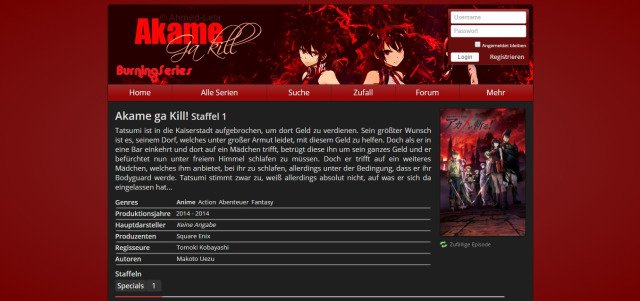 Akame
Ga Kill
BurningSeries
Username
Passwort
Angemeldet bleiben
Login Registrieren
Home Alle Serien Suche Zufall Forum Mehr
Akame ga Kill! Staffel 1
Tatsumi ist in die Kaiserstadt aufgebrochen, um dort Geld zu verdienen. Sein größter Wunsch
ist es, seinem Dorf, welches unter großer Armut leidet, mit diesem Geld zu helfen. Doch als er in
eine Bar einkehrt und dort auf ein Mädchen trifft, betrügt diese ihn um sein ganzes Geld und er
befürchtet nun unter freiem Himmel schlafen zu müssen. Doch er trifft auf ein weiteres
Mädchen, welches ihm anbietet, bei ihr zu schlafen, allerdings unter der Bedingung, dass er ihr
Bodyguard werde. Tatsumi stimmt zwar zu, weiß allerdings absolut nicht, auf was er sich da
eingelassen hat...
Genres Anime Action Abenteuer Fantasy
Produktionsjahre 2014 - 2014
Hauptdarsteller Keine Angabe
Produzenten Square Enix
Regisseure Tomoki Kobayashi
Autoren Makoto Uezu
Zufällige Episode
Staffeln
Specials 1